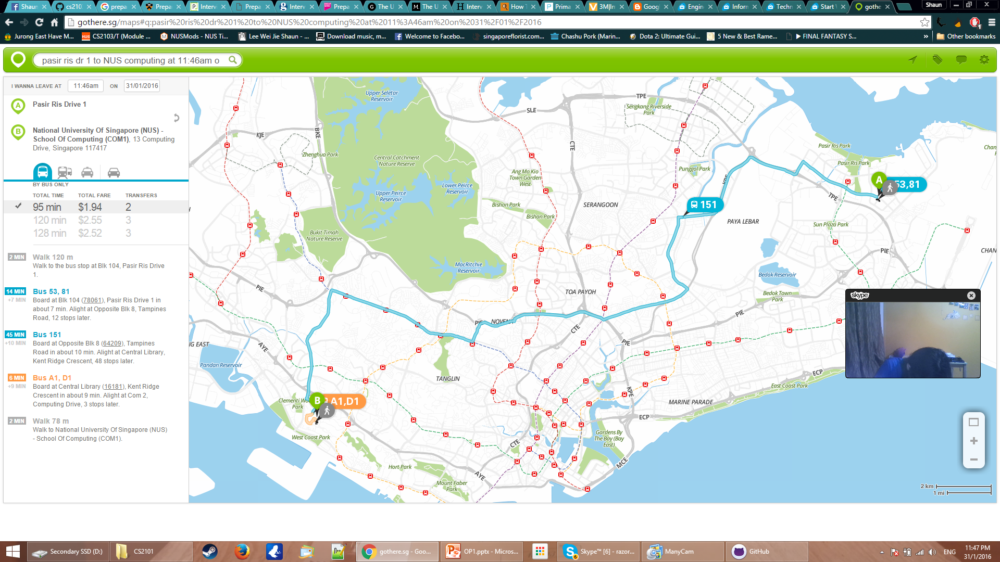 Shaun
cs210
prepa
Prepar
Intervi
Prepa
Interv
Prepa
The U
The U
Interv
How T
Prima
3M|In
Googl
Engin
Inforn
Techn
Start
gothe
Shaun
gothere.sg/maps#q:pasir%20ris%20dr%201%20to%20NUS%20computing%20at%2011%3A46am%20on%2031%2F01%2F2016
Jurong East Have M...
CS2103/T (Module ...
NUSMods - NUS Ti...
Lee Wei Jie Shaun - ...
Download music, m...
Welcome to Facebo...
singaporeflorist.com...
Chashu Pork (Marin...
Dota 2: Ultimate Gui...
5 New & Best Rame...
▶ FINAL FANTASY S...
»
Other bookmarks
pasir ris dr 1 to NUS computing at 11:46am o
I WANNA LEAVE AT 11:46am ON 31/01/2016
A Pasir Ris Drive 1
B National University Of Singapore (NUS) -
School Of Computing (COM1), 13 Computing
Drive, Singapore 117417
BY BUS ONLY
TOTAL TIME TOTAL FARE TRANSFERS
95 min $1.94 2
120 min $2.55 3
128 min $2.52 3
2 MIN Walk 120 m
Walk to the bus stop at Blk 104, Pasir Ris Drive
1.
14 MIN Bus 53, 81
+7 MIN Board at Blk 104 (78061), Pasir Ris Drive 1 in
about 7 min. Alight at Opposite Blk 8, Tampines
Road, 12 stops later.
45 MIN Bus 151
+10 MIN Board at Opposite Blk 8 (64209), Tampines
Road in about 10 min. Alight at Central Library,
Kent Ridge Crescent, 48 stops later.
6 MIN Bus A1, D1
+9 MIN Board at Central Library (16181), Kent Ridge
Crescent in about 9 min. Alight at Com 2,
Computing Drive, 3 stops later.
2 MIN Walk 78 m
Walk to National University Of Singapore (NUS)
- School Of Computing (COM1).
Upper Seletar
Reservoir
TPE
SLE
Sengkang Riverside
Park
BKE
KJE
CTE
Zhenghua Park
Central Catchment
Nature Reserve
Pasir Ris Park
Chan
Pasir Ris Park
Punggol Park
Ang Mo Kio
Town Garden
West
Lower Peirce
Reservoir
KPE
A
53,81
Upper Peirce
Reservoir
TPE
Bishan Park
SERANGOON
151
Bishan Park
PAYA LEBAR
Sun Plaza Park
Bukit Timah
Nature Reserve
PIE
CHAN
MacRitchie
Reservoir
Bedok Reservoir
PIE
TOA PAYOH
Bedok Town
Park
skype
PIE
PIE
NOVENA
CTE
G EAST
AYE
PIE
Pandan Reservoir
TANGLIN
ECP
East Coast Park
KPE
B
A1,D1
Clementi Wo
Park
MARINE PARADE
ECP
West Coast Park
Gardens By
The Bay (Bay
East)
CTE
MCE
Hort Park
AYE
Mount Faber
Park
2 km
1 mi
Secondary SSD (D:)
CS2101
gothere.sg - Goo...
OP1.pptx - Micros...
Skype™ [6] - razor...
6
ManyCam
GitHub
ENG
11:47 PM
31/1/2016